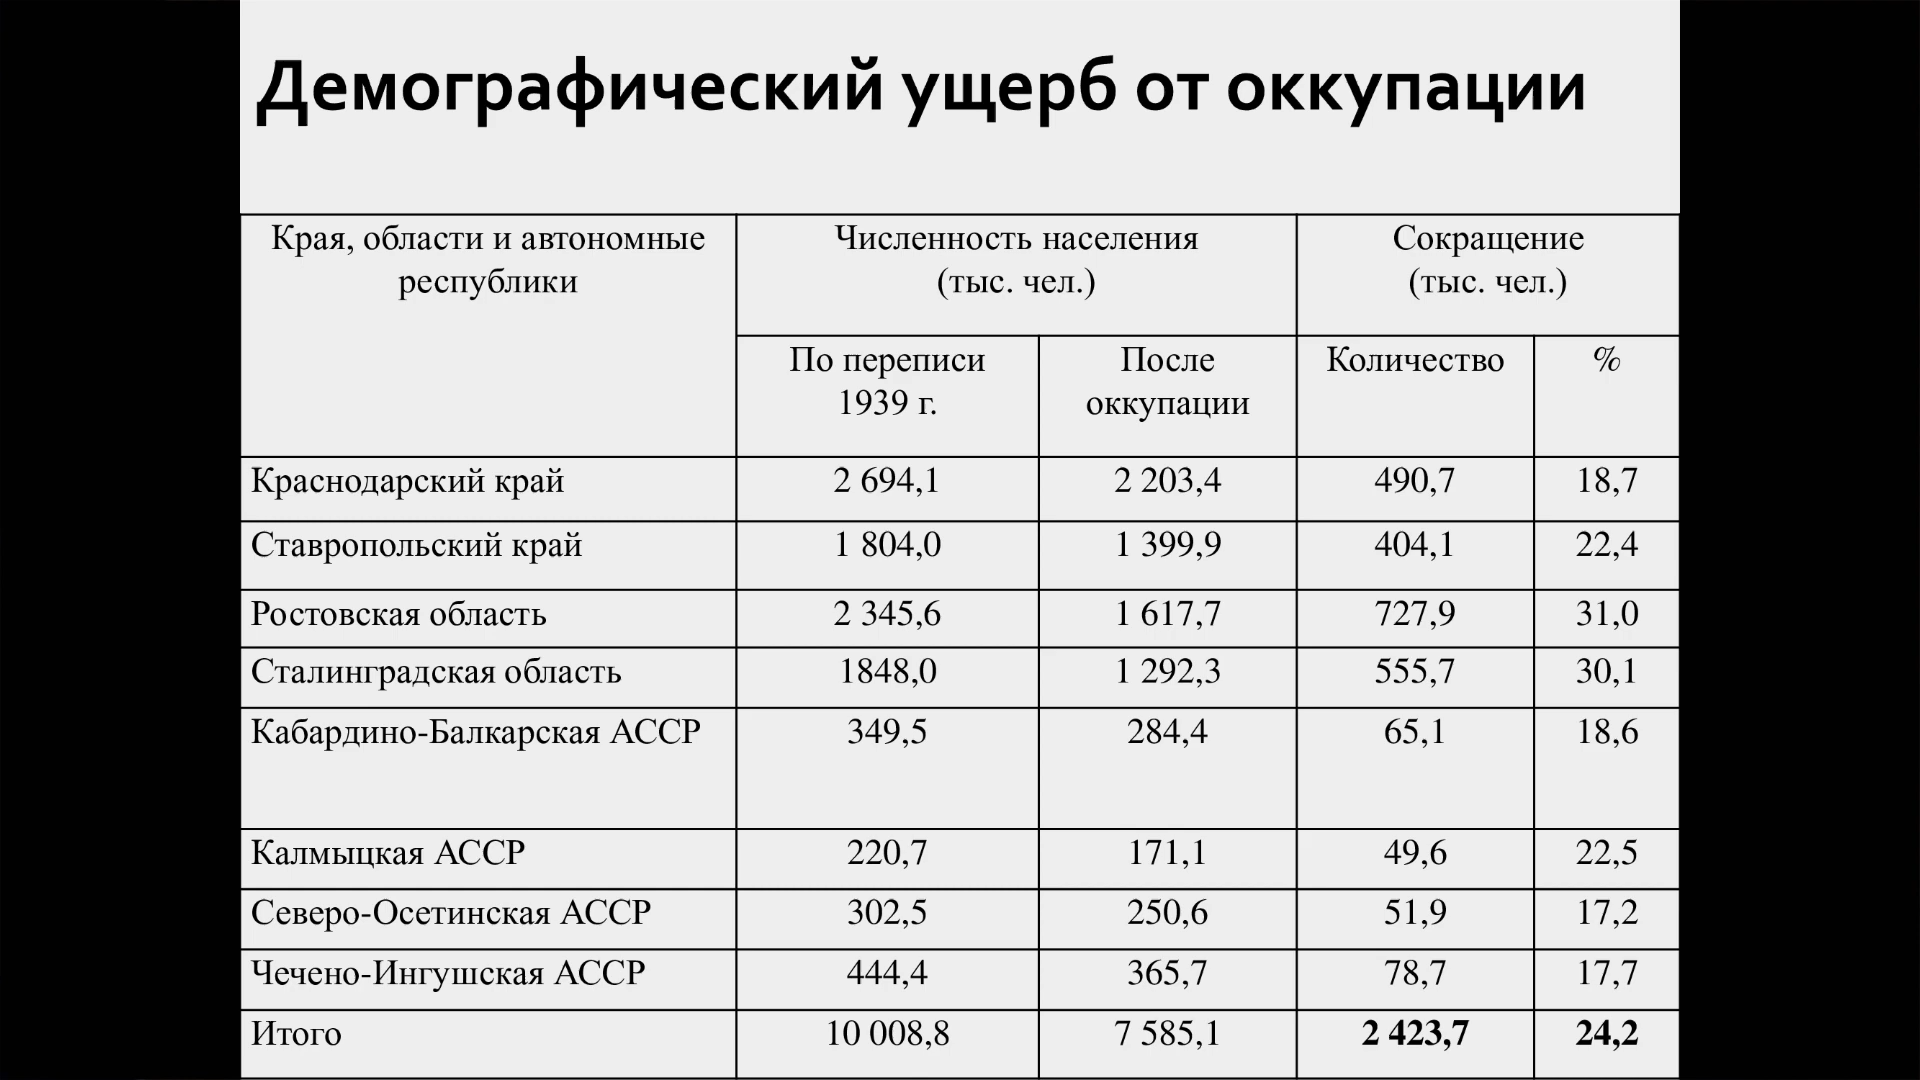 Демографический ущерб от оккупации
Края, области и автономные
республики
Численность населения
(тыс. чел.)
Сокращение
(тыс. чел.)
По переписи
1939 г.
После
оккупации
Количество
%
Краснодарский край 2 694,1 2 203,4 490,7 18,7
Ставропольский край 1 804,0 1 399,9 404,1 22,4
Ростовская область 2 345,6 1 617,7 727,9 31,0
Сталинградская область 1848,0 1 292,3 555,7 30,1
Кабардино-Балкарская АССР 349,5 284,4 65,1 18,6
Калмыцкая АССР 220,7 171,1 49,6 22,5
Северо-Осетинская АССР 302,5 250,6 51,9 17,2
Чечено-Ингушская АССР 444,4 365,7 78,7 17,7
Итого 10 008,8 7 585,1 2 423,7 24,2